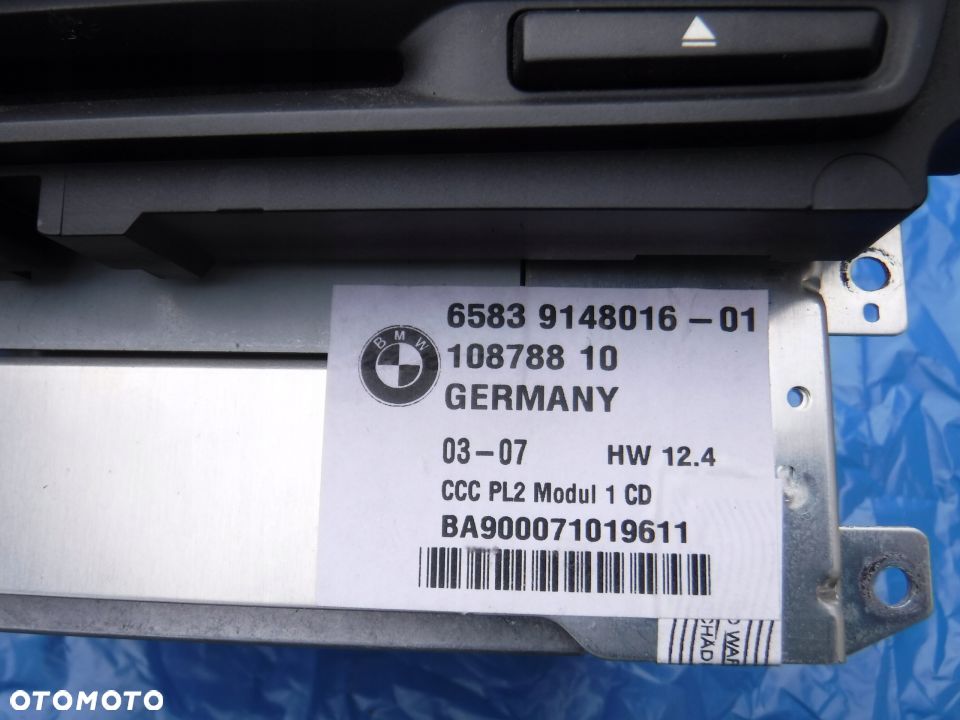 6583 9148016-01
BMW
108788 10
GERMANY
03-07 HW 12.4
CCC PL2 Modul 1 CD
BA900071019611
OTOMOTO